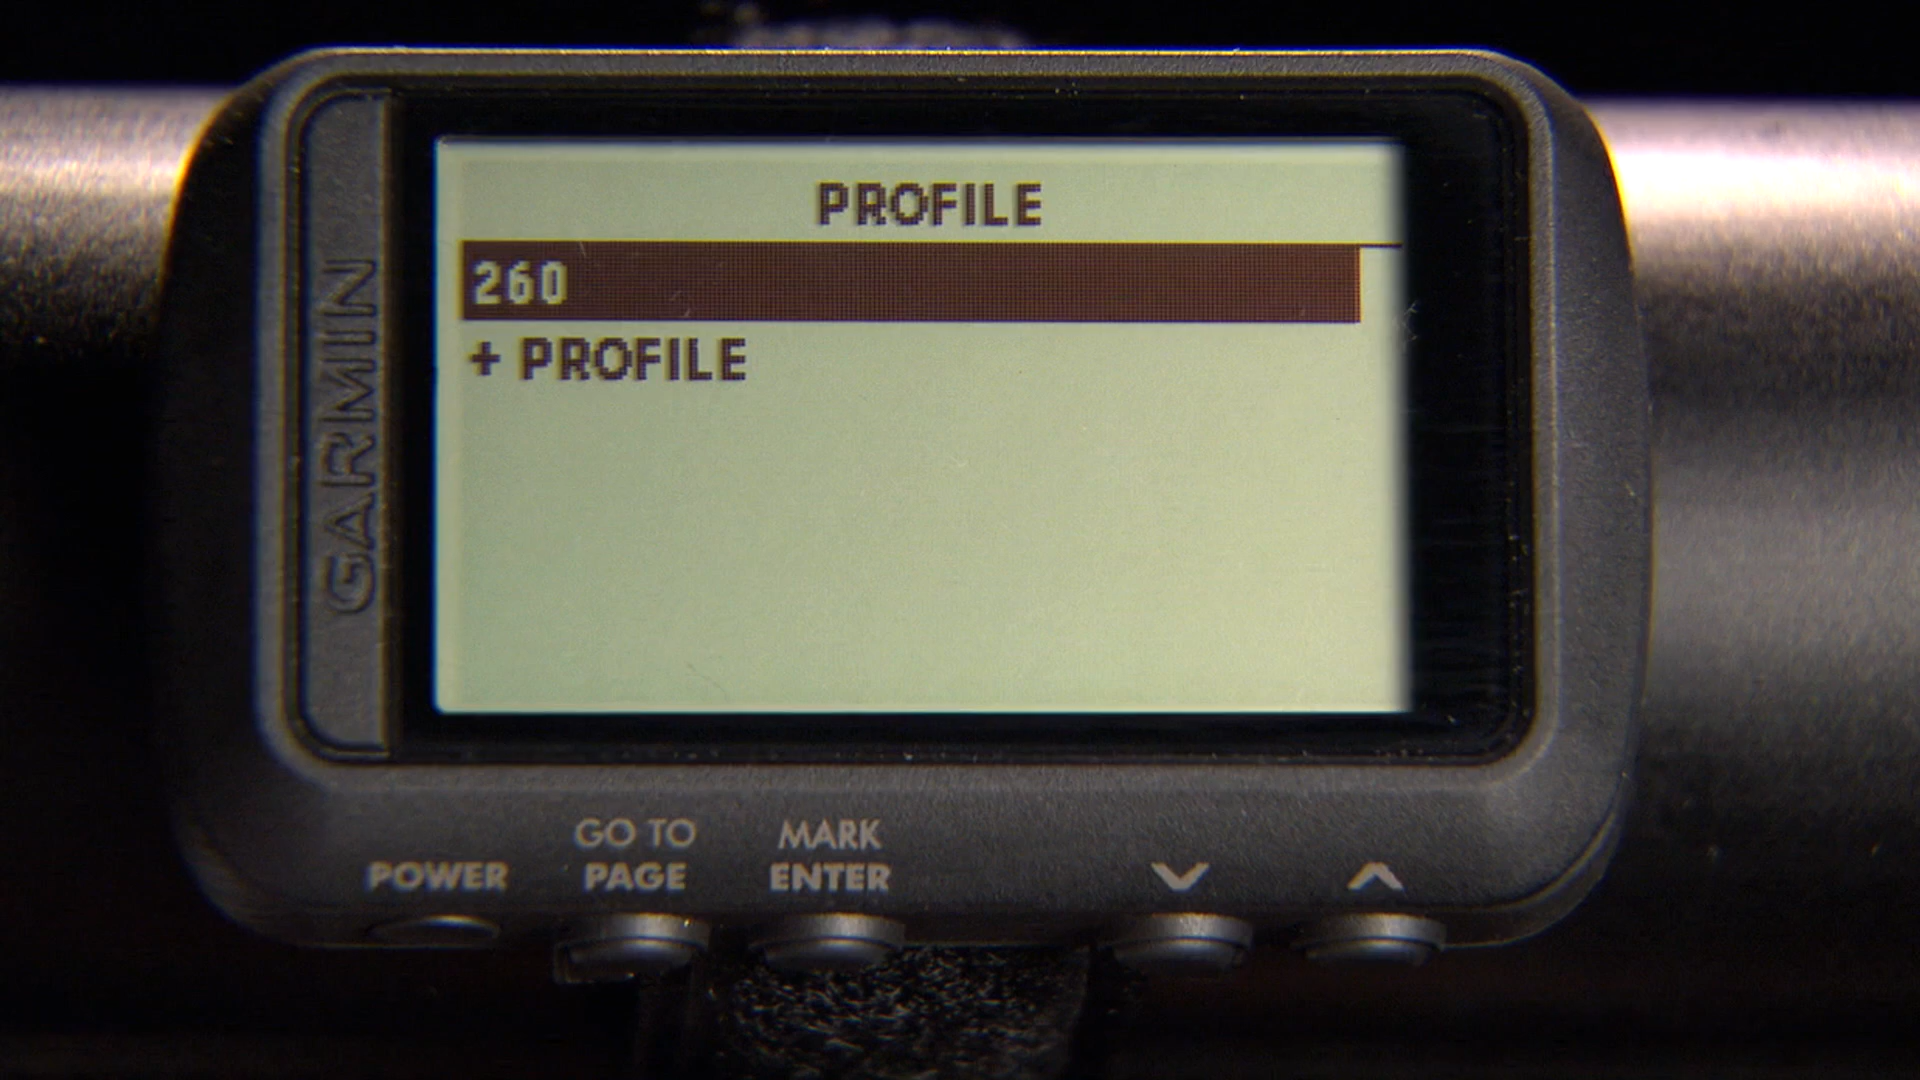 PROFILE
260
+ PROFILE
GARMIN
GO TO
PAGE
MARK
ENTER
POWER